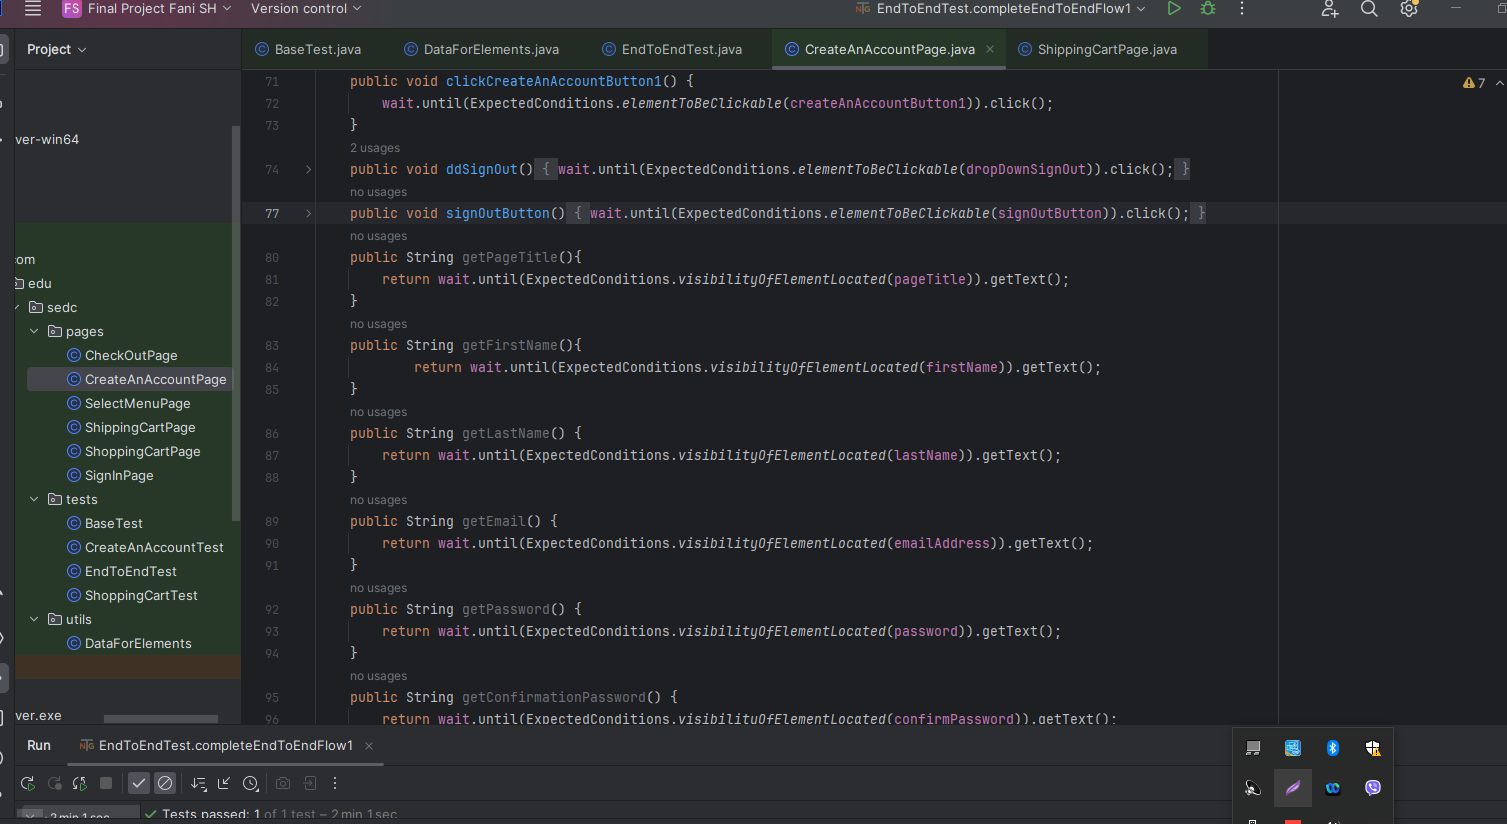 FS Final Project Fani SH Version control EndToEndTest.completeEndToEndFlow1
Project
BaseTest.java DataForElements.java EndToEndTest.java CreateAnAccountPage.java ShippingCartPage.java
ver-win64
com
edu
sedc
pages
CheckOutPage
CreateAnAccountPage
SelectMenuPage
ShippingCartPage
ShoppingCartPage
SignInPage
tests
BaseTest
CreateAnAccountTest
EndToEndTest
ShoppingCartTest
utils
DataForElements
ver.exe
7
71 public void clickCreateAnAccountButton1() {
72 wait.until(ExpectedConditions.elementToBeClickable(createAnAccountButton1)).click();
73 }
2 usages
74 public void ddSignOut() { wait.until(ExpectedConditions.elementToBeClickable(dropDownSignOut)).click(); }
no usages
77 public void signOutButton() { wait.until(ExpectedConditions.elementToBeClickable(signOutButton)).click(); }
no usages
80 public String getPageTitle(){
81 return wait.until(ExpectedConditions.visibilityOfElementLocated(pageTitle)).getText();
82 }
no usages
83 public String getFirstName(){
84 return wait.until(ExpectedConditions.visibilityOfElementLocated(firstName)).getText();
85 }
no usages
86 public String getLastName() {
87 return wait.until(ExpectedConditions.visibilityOfElementLocated(lastName)).getText();
88 }
no usages
89 public String getEmail() {
90 return wait.until(ExpectedConditions.visibilityOfElementLocated(emailAddress)).getText();
91 }
no usages
92 public String getPassword() {
93 return wait.until(ExpectedConditions.visibilityOfElementLocated(password)).getText();
94 }
no usages
95 public String getConfirmationPassword() {
96 return wait.until(ExpectedConditions.visibilityOfElementLocated(confirmPassword)).getText();
Run EndToEndTest.completeEndToEndFlow1
2 min 1 sec Tests passed: 1 of 1 test – 2 min 1 sec